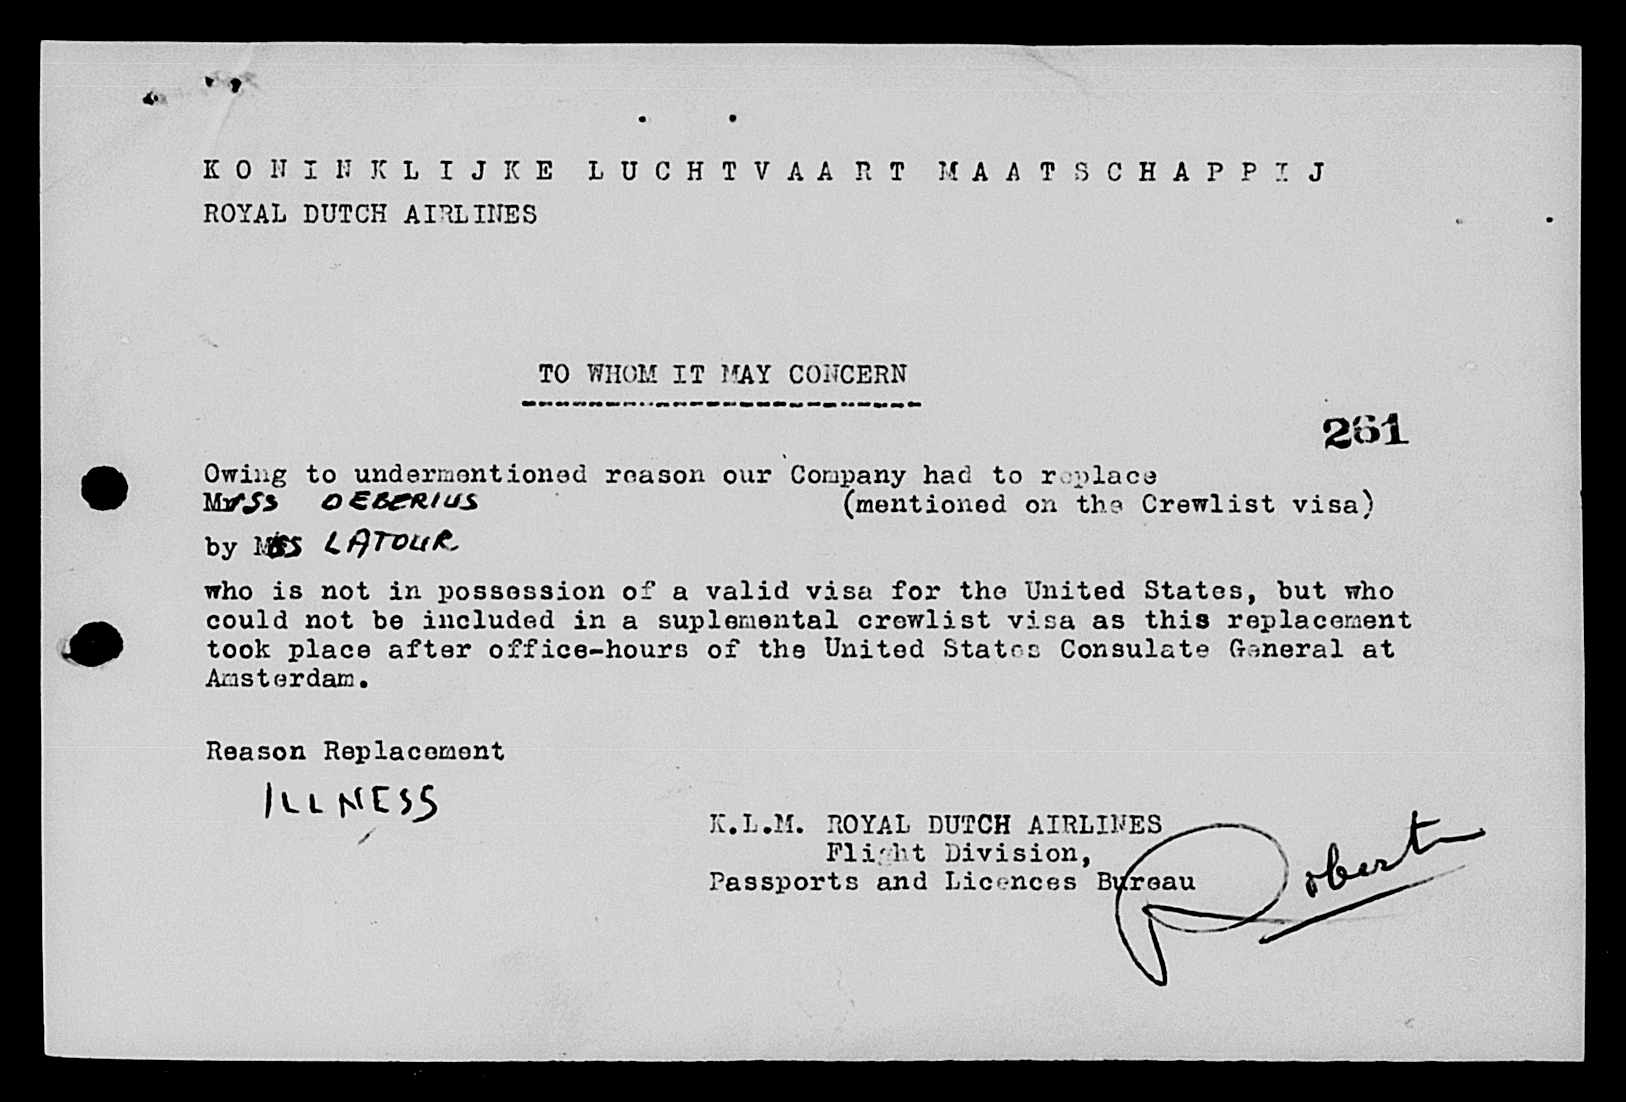 KONINKLIJKE LUCHTVAART MAATSCHAPPIJ
ROYAL DUTCH AIRLINES
TO WHOM IT MAY CONCERN
261
Owing to undermentioned reason our Company had to replace
MISS OEBERIUS (mentioned on the Crewlist visa)
by MISS LATOUR
who is not in possession of a valid visa for the United States, but who
could not be included in a suplemental crewlist visa as this replacement
took place after office-hours of the United States Consulate General at
Amsterdam.
Reason Replacement
ILLNESS
K.L.M. ROYAL DUTCH AIRLINES
Flight Division,
Passports and Licences Bureau